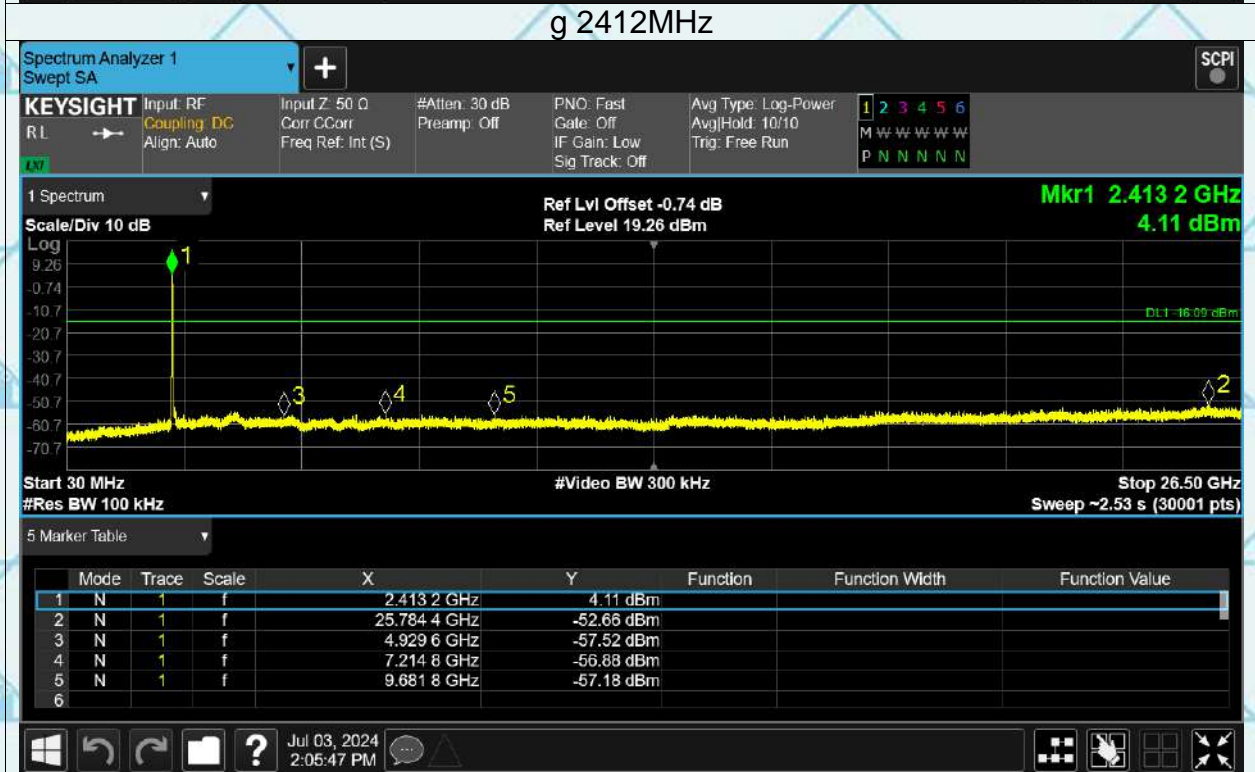 g 2412MHz
Spectrum Analyzer 1
Swept SA
+
SCPI
KEYSIGHT
RL
LXI
Input: RF
Coupling: DC
Align: Auto
Input Z: 50 Ω
Corr CCorr
Freq Ref: Int (S)
#Atten: 30 dB
Preamp: Off
PNO: Fast
Gate: Off
IF Gain: Low
Sig Track: Off
Avg Type: Log-Power
Avg|Hold: 10/10
Trig: Free Run
1 2 3 4 5 6
M W W W W W
P N N N N N
1 Spectrum
Scale/Div 10 dB
Ref Lvl Offset -0.74 dB
Ref Level 19.26 dBm
Mkr1 2.413 2 GHz
4.11 dBm
Log
9.26
-0.74
-10.7
-20.7
-30.7
-40.7
-50.7
-60.7
-70.7
1
DL1 -16.09 dBm
3
4
5
2
Start 30 MHz
#Res BW 100 kHz
#Video BW 300 kHz
Stop 26.50 GHz
Sweep ~2.53 s (30001 pts)
5 Marker Table
Mode Trace Scale X Y Function Function Width Function Value
1 N 1 f 2.413 2 GHz 4.11 dBm
2 N 1 f 25.784 4 GHz -52.66 dBm
3 N 1 f 4.929 6 GHz -57.52 dBm
4 N 1 f 7.214 8 GHz -56.88 dBm
5 N 1 f 9.681 8 GHz -57.18 dBm
6
?
Jul 03, 2024
2:05:47 PM